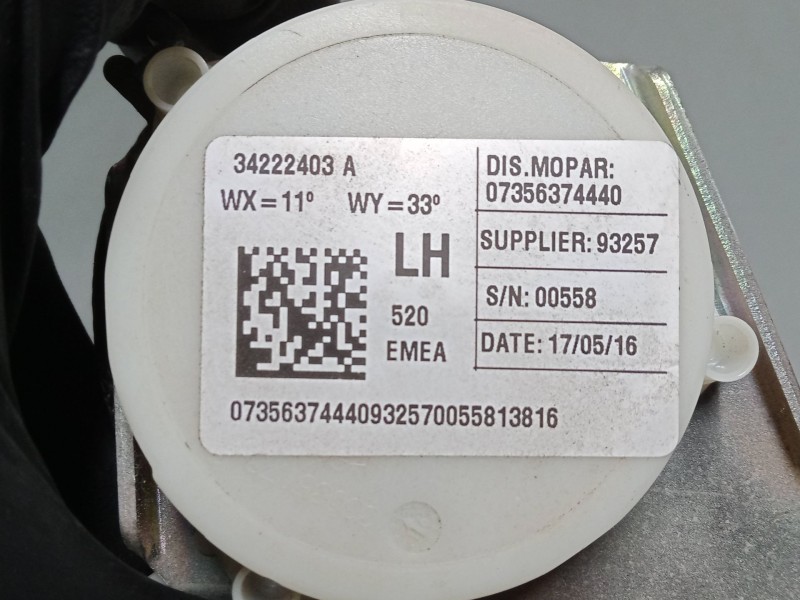 34222403 A
WX=11° WY=33°
LH
520
EMEA
DIS.MOPAR:
07356374440
SUPPLIER: 93257
S/N: 00558
DATE: 17/05/16
07356374440932570055813816